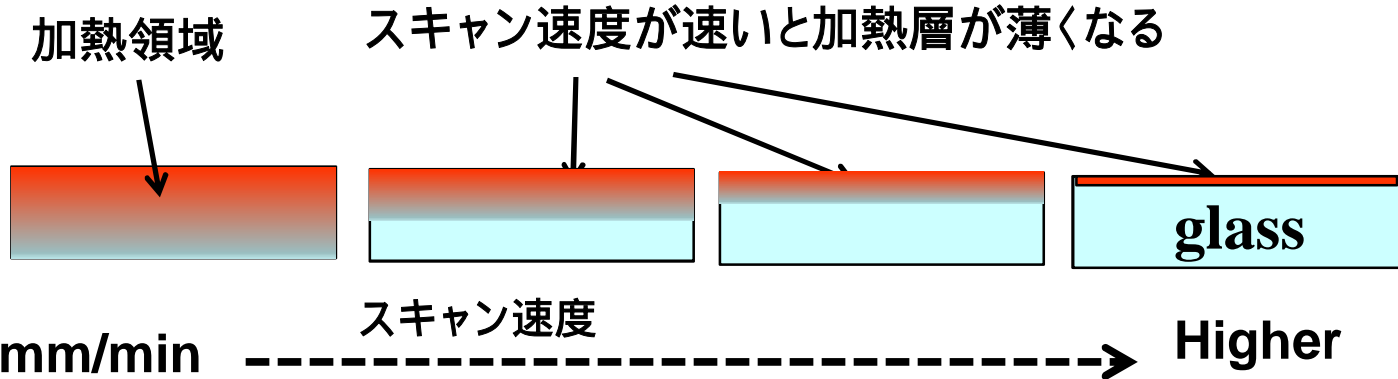 加熱領域
スキャン速度が速いと加熱層が薄くなる
glass
スキャン速度
mm/min
Higher